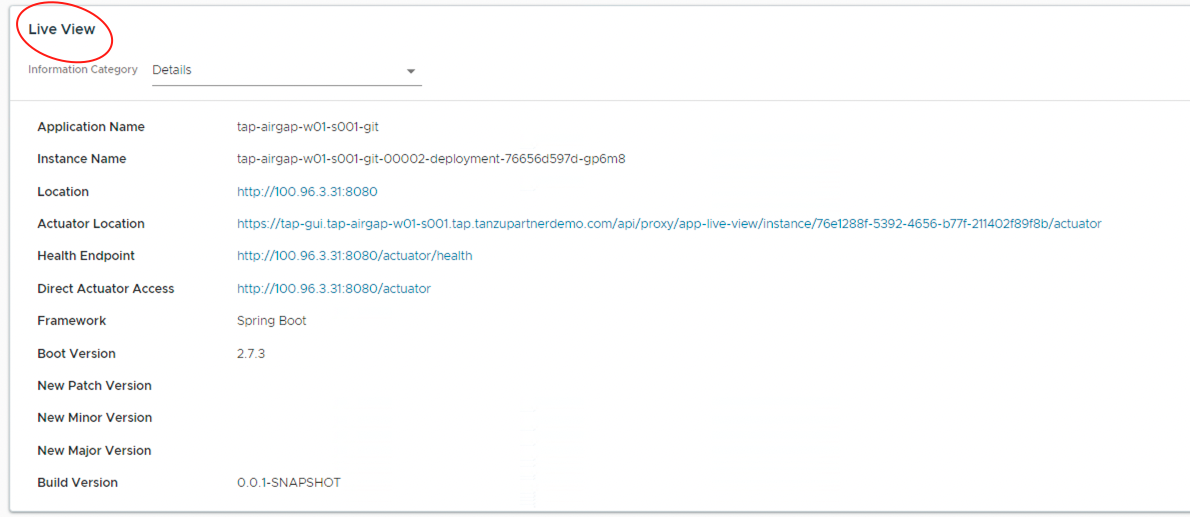 Live View
Information Category Details
Application Name tap-airgap-w01-s001-git
Instance Name tap-airgap-w01-s001-git-00002-deployment-76656d597d-gp6m8
Location http://100.96.3.31:8080
Actuator Location https://tap-gui.tap-airgap-w01-s001.tap.tanzupartnerdemo.com/api/proxy/app-live-view/instance/76e1288f-5392-4656-b77f-211402f89f8b/actuator
Health Endpoint http://100.96.3.31:8080/actuator/health
Direct Actuator Access http://100.96.3.31:8080/actuator
Framework Spring Boot
Boot Version 2.7.3
New Patch Version
New Minor Version
New Major Version
Build Version 0.0.1-SNAPSHOT